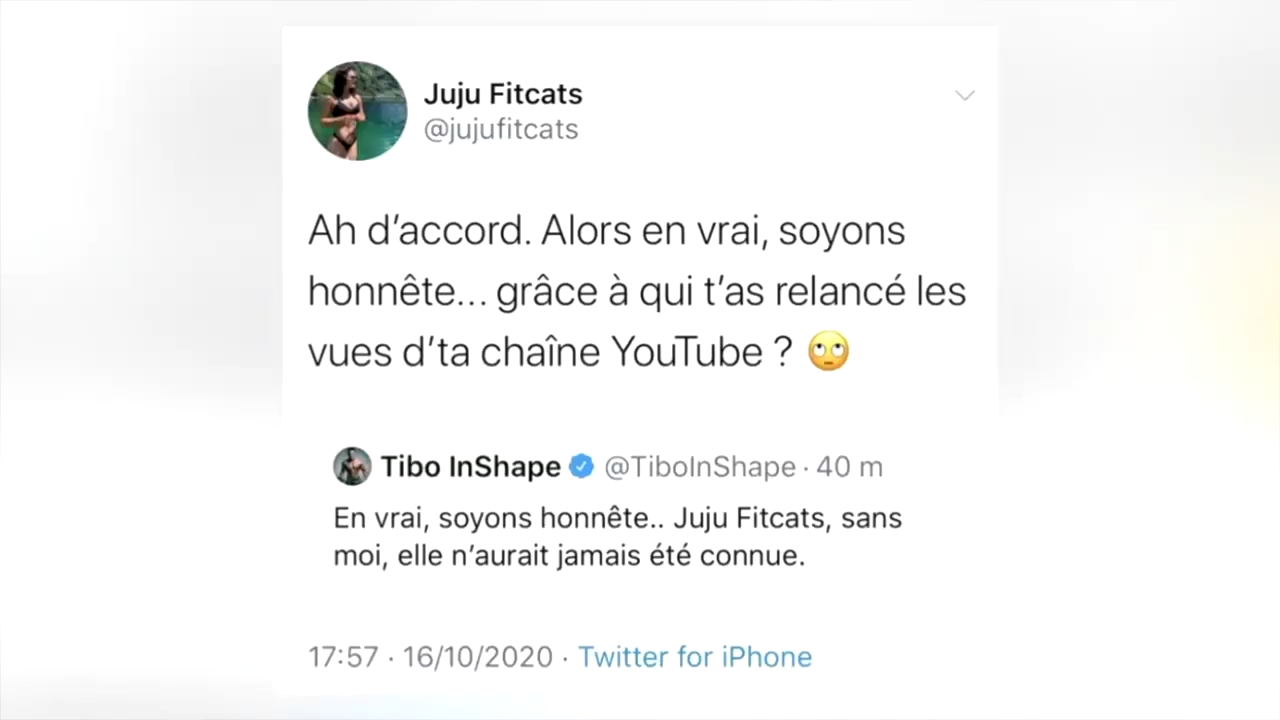 Juju Fitcats
@jujufitcats
Ah d’accord. Alors en vrai, soyons
honnête... grâce à qui t’as relancé les
vues d’ta chaîne YouTube ? 🙄
Tibo InShape @TiboInShape · 40 m
En vrai, soyons honnête.. Juju Fitcats, sans
moi, elle n’aurait jamais été connue.
17:57 · 16/10/2020 · Twitter for iPhone